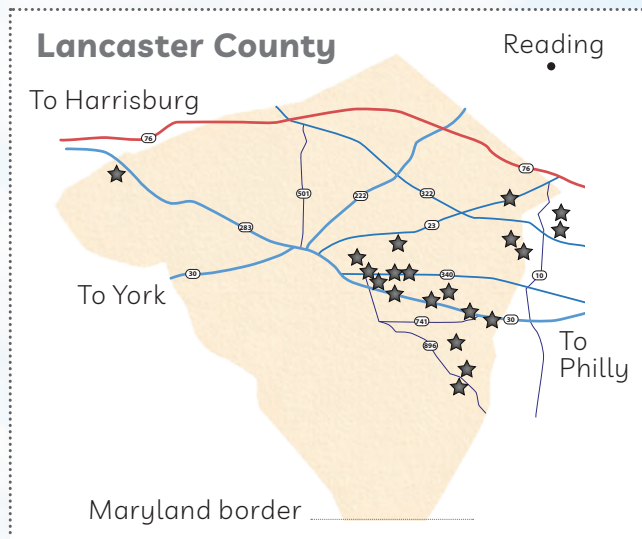 Lancaster County
Reading
To Harrisburg
76
76
501
222
322
23
283
30
340
10
To York
741
30
896
To
Philly
Maryland border